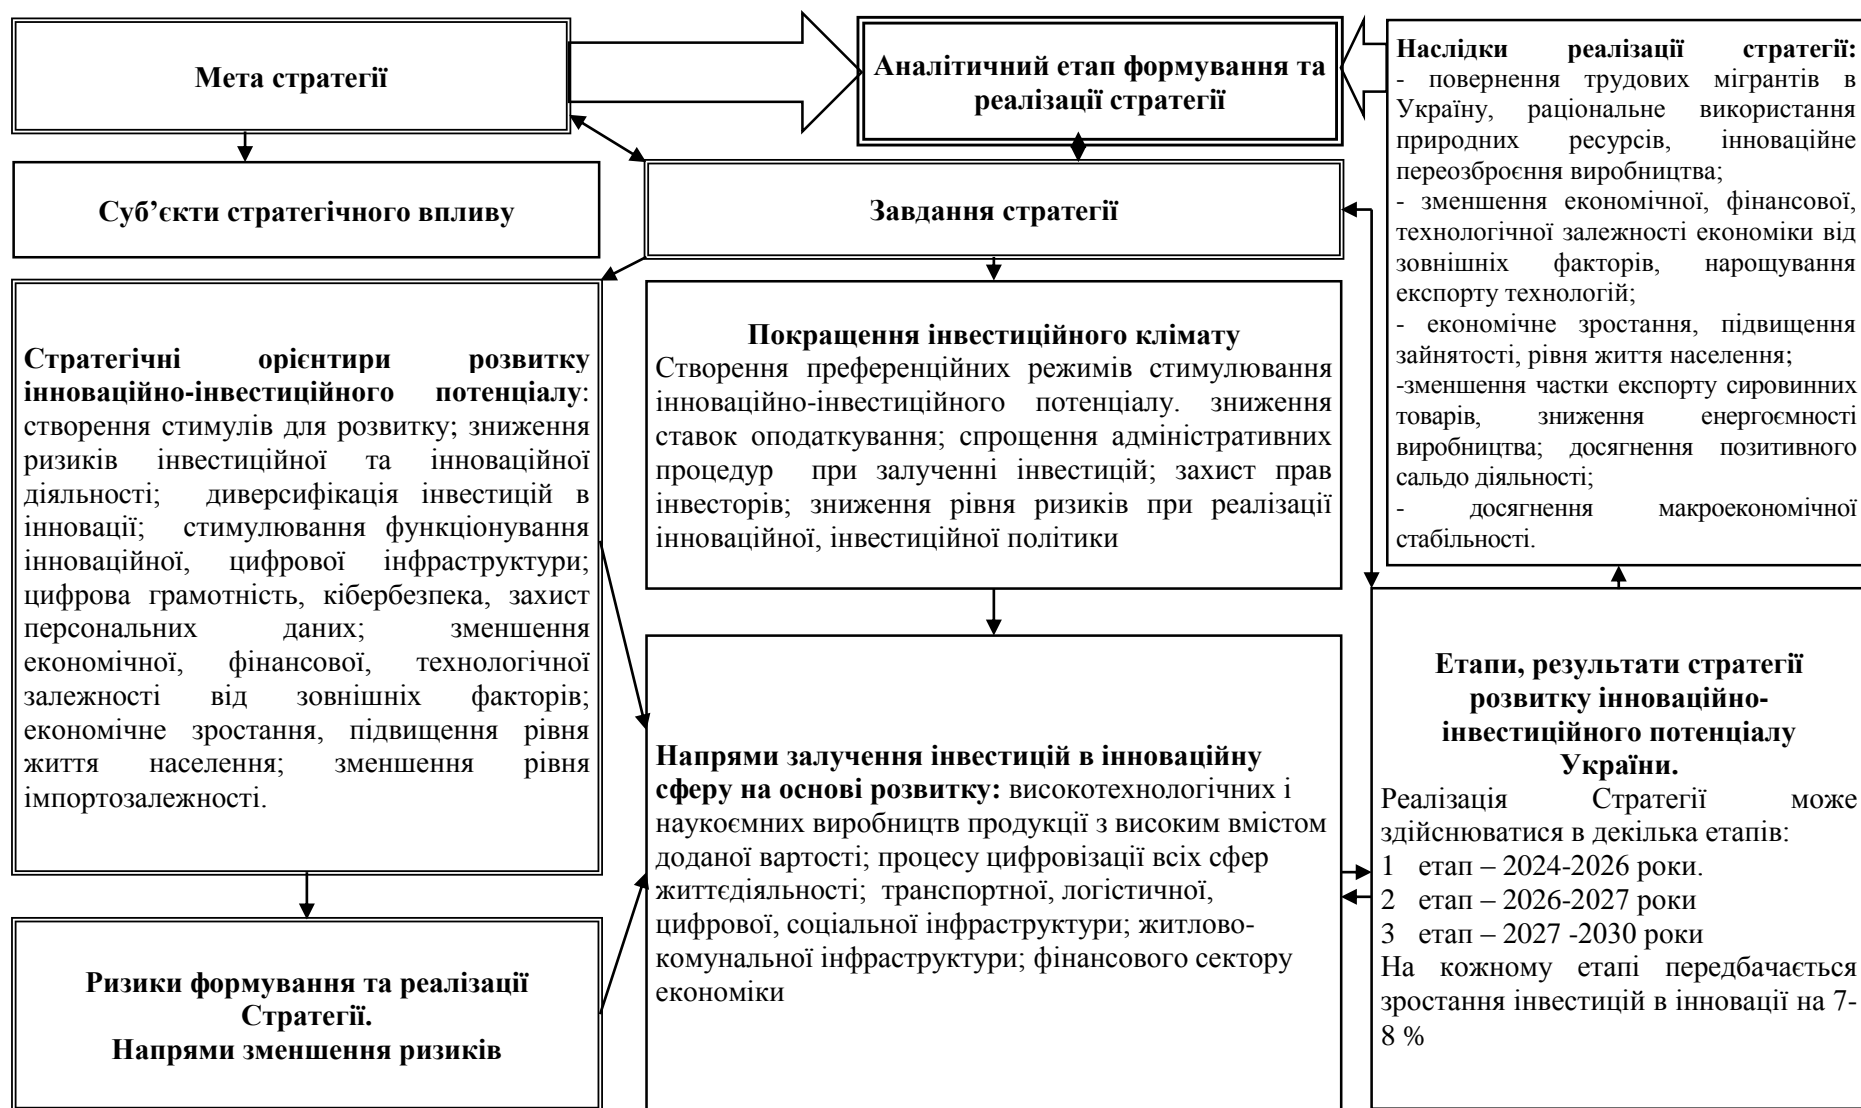 Мета стратегії
Аналітичний етап формування та
реалізації стратегії
Наслідки реалізації стратегії:
- повернення трудових мігрантів в
Україну, раціональне використання
природних ресурсів, інноваційне
переозброєння виробництва;
- зменшення економічної, фінансової,
технологічної залежності економіки від
зовнішніх факторів, нарощування
експорту технологій;
- економічне зростання, підвищення
зайнятості, рівня життя населення;
-зменшення частки експорту сировинних
товарів, зниження енергоємності
виробництва; досягнення позитивного
сальдо діяльності;
- досягнення макроекономічної
стабільності.
Суб’єкти стратегічного впливу
Завдання стратегії
Стратегічні орієнтири розвитку
інноваційно-інвестиційного потенціалу:
створення стимулів для розвитку; зниження
ризиків інвестиційної та інноваційної
діяльності; диверсифікація інвестицій в
інновації; стимулювання функціонування
інноваційної, цифрової інфраструктури;
цифрова грамотність, кібербезпека, захист
персональних даних; зменшення
економічної, фінансової, технологічної
залежності від зовнішніх факторів;
економічне зростання, підвищення рівня
життя населення; зменшення рівня
імпортозалежності.
Покращення інвестиційного клімату
Створення преференційних режимів стимулювання
інноваційно-інвестиційного потенціалу. зниження
ставок оподаткування; спрощення адміністративних
процедур при залученні інвестицій; захист прав
інвесторів; зниження рівня ризиків при реалізації
інноваційної, інвестиційної політики
Напрями залучення інвестицій в інноваційну
сферу на основі розвитку: високотехнологічних і
наукоємних виробництв продукції з високим вмістом
доданої вартості; процесу цифровізації всіх сфер
життєдіяльності; транспортної, логістичної,
цифрової, соціальної інфраструктури; житлово-
комунальної інфраструктури; фінансового сектору
економіки
Етапи, результати стратегії
розвитку інноваційно-
інвестиційного потенціалу
України.
Реалізація Стратегії може
здійснюватися в декілька етапів:
1 етап – 2024-2026 роки.
2 етап – 2026-2027 роки
3 етап – 2027 -2030 роки
На кожному етапі передбачається
зростання інвестицій в інновації на 7-
8 %
Ризики формування та реалізації
Стратегії.
Напрями зменшення ризиків